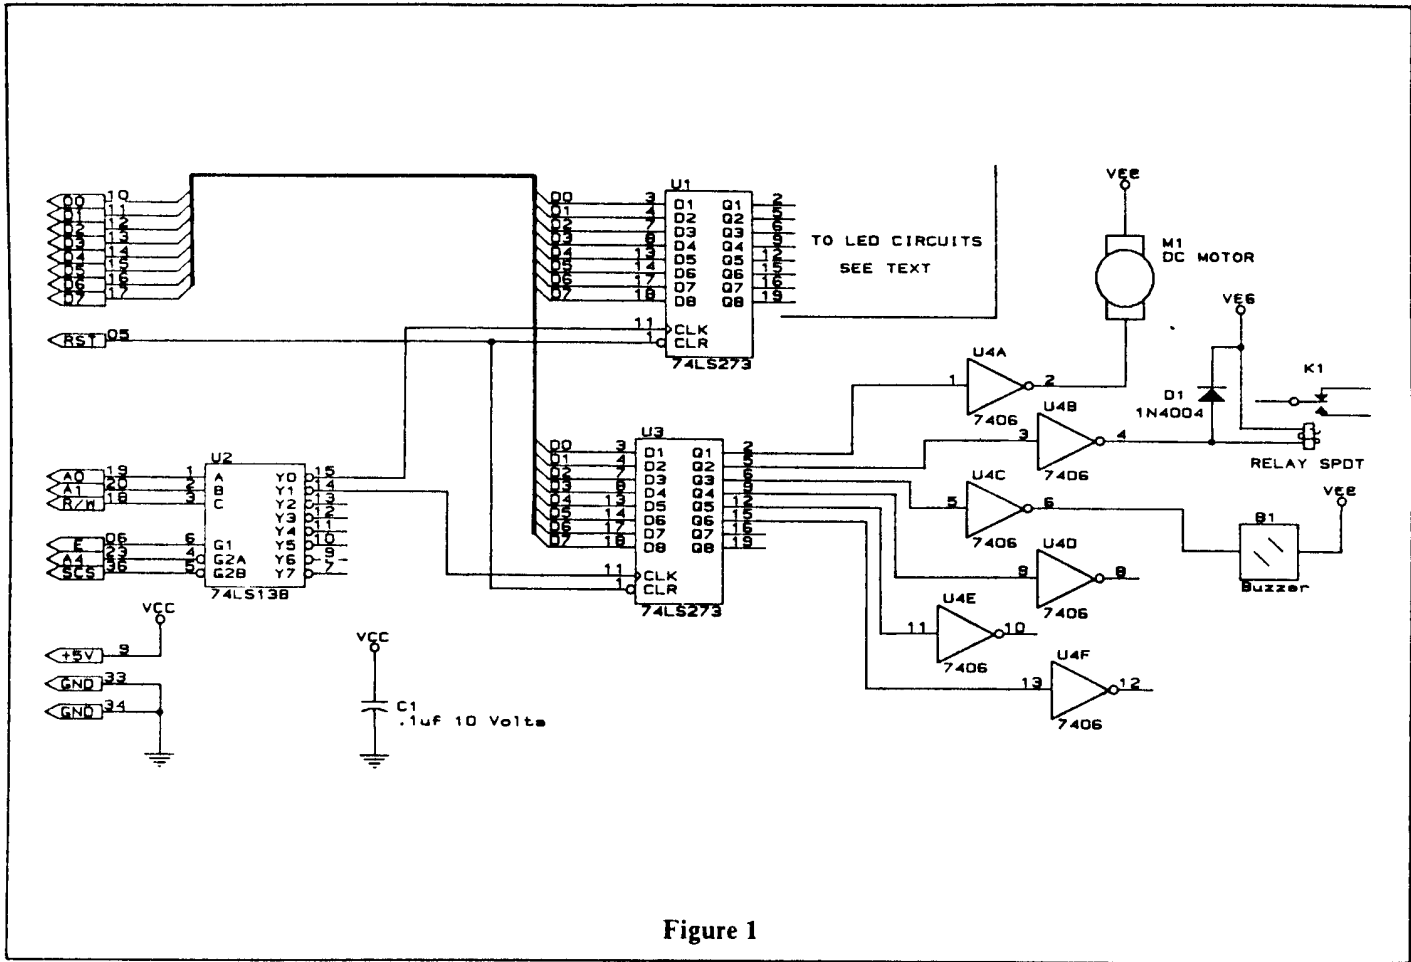 D0 10
D1 11
D2 12
D3 13
D4 14
D5 15
D6 16
D7 17
RST 05
A0 19
A1 20
R/W 18
E 06
A4 23
SCS 36
+5V 9
GND 33
GND 34
VCC
U2
1 A Y0 15
2 B Y1 14
3 C Y2 13
Y3 12
Y4 11
6 G1 Y5 10
4 G2A Y6 9
5 G2B Y7 7
74LS138
VCC
C1
.1uf 10 Volts
U1
D0 3 D1 Q1 2
D1 4 D2 Q2 5
D2 7 D3 Q3 6
D3 8 D4 Q4 9
D4 13 D5 Q5 12
D5 14 D6 Q6 15
D6 17 D7 Q7 16
D7 18 D8 Q8 19
11 CLK
1 CLR
74LS273
TO LED CIRCUITS
SEE TEXT
U3
D0 3 D1 Q1 2
D1 4 D2 Q2 5
D2 7 D3 Q3 6
D3 8 D4 Q4 9
D4 13 D5 Q5 12
D5 14 D6 Q6 15
D6 17 D7 Q7 16
D7 18 D8 Q8 19
11 CLK
1 CLR
74LS273
U4A
1 2
7406
U4B
3 4
7406
U4C
5 6
7406
U4D
9 8
7406
U4E
11 10
7406
U4F
13 12
7406
M1
DC MOTOR
D1
1N4004
K1
RELAY SPDT
B1
Buzzer
Figure 1